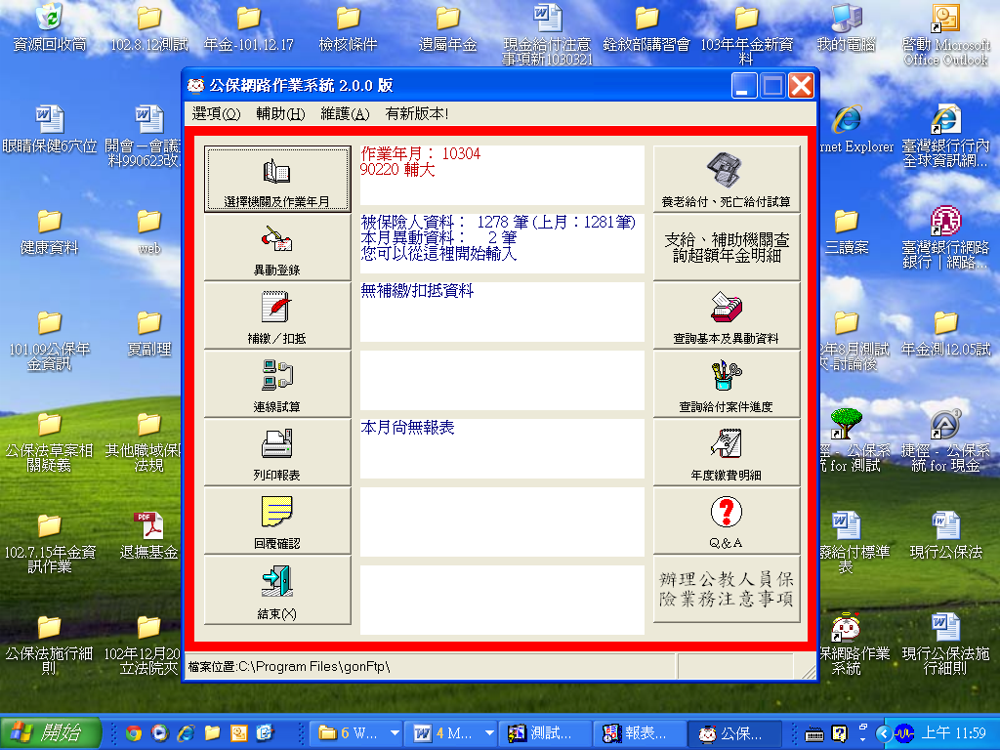 資源回收筒
102.8.12測試
年金-101.12.17
檢核條件
遺屬年金
現金給付注意
事項新1030321
銓敘部講習會
103年年金新資
料
我的電腦
啟動 Microsoft
Office Outlook
公保網路作業系統 2.0.0 版
選項(O)
輔助(H)
維護(A)
有新版本!
眼睛保健6穴位
開會－會議
料990623改.
健康資料
web
101.09公保年
金資訊
夏副理
公保法草案相
關疑義
其他職域保
法規
102.7.15年金資
訊作業
PDF
退撫基金
公保法施行細
則
102年12月20
立法院夾
選擇機關及作業年月
作業年月： 10304
90220 輔大
養老給付、死亡給付試算
異動登錄
被保險人資料： 1278 筆 (上月：1281筆)
本月異動資料： 2 筆
您可以從這裡開始輸入
支給、補助機關查
詢超額年金明細
補繳／扣抵
無補繳/扣抵資料
查詢基本及異動資料
連線試算
查詢給付案件進度
列印報表
本月尚無報表
年度繳費明細
回覆確認
Q&A
結束(X)
辦理公教人員保
險業務注意事項
檔案位置:C:\Program Files\gonFtp\
rnet Explorer
臺灣銀行行內
全球資訊網...
三讀案
臺灣銀行網路
銀行｜網路...
2年8月測試
夾-討論後
年金測12.05試
徑 - 公保系
統 for 測試
捷徑 - 公保系
統 for 現金
發給付標準
表
現行公保法
保網路作業
系統
現行公保法施
行細則
開始
6 W...
4 M...
測試...
報表...
公保...
上午 11:59